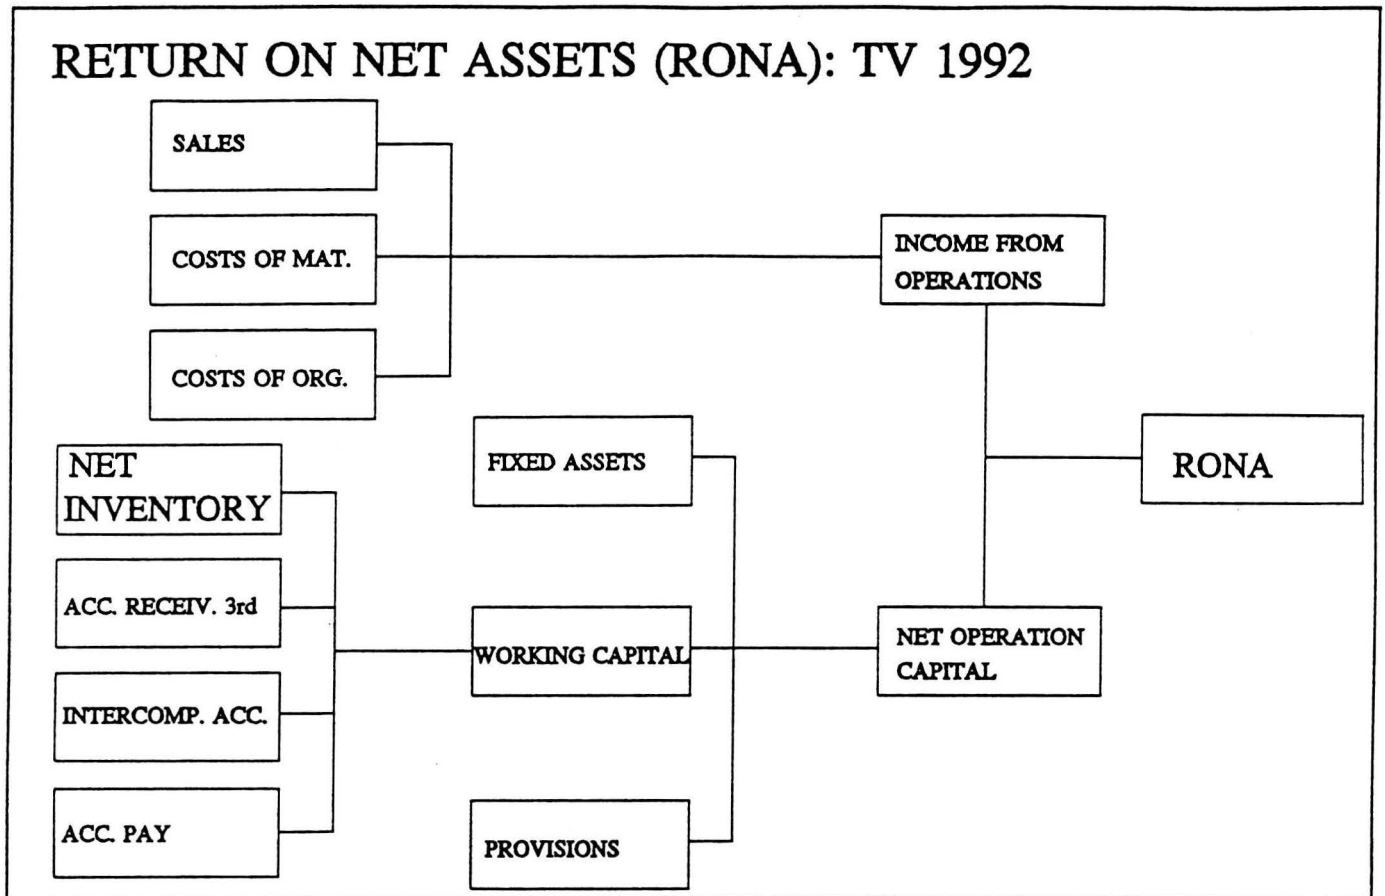 RETURN ON NET ASSETS (RONA): TV 1992
SALES
COSTS OF MAT.
INCOME FROM
OPERATIONS
COSTS OF ORG.
NET
INVENTORY
FIXED ASSETS
RONA
ACC. RECEIV. 3rd
WORKING CAPITAL
NET OPERATION
CAPITAL
INTERCOMP. ACC.
ACC. PAY
PROVISIONS